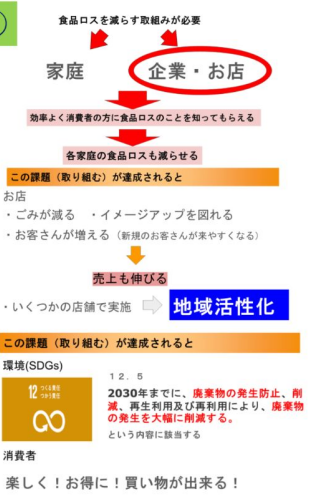 食品ロスを減らす取組みが必要
家庭
企業・お店
効率よく消費者の方に食品ロスのことを知ってもらえる
各家庭の食品ロスも減らせる
この課題（取り組む）が達成されると
お店
・ごみが減る ・イメージアップを図れる
・お客さんが増える（新規のお客さんが来やすくなる）
売上も伸びる
・いくつかの店舗で実施
地域活性化
この課題（取り組む）が達成されると
環境(SDGs)
12 つくる責任
つかう責任
１２．５
2030年までに、廃棄物の発生防止、削
減、再生利用及び再利用により、廃棄物
の発生を大幅に削減する。
という内容に該当する
消費者
楽しく！お得に！買い物が出来る！